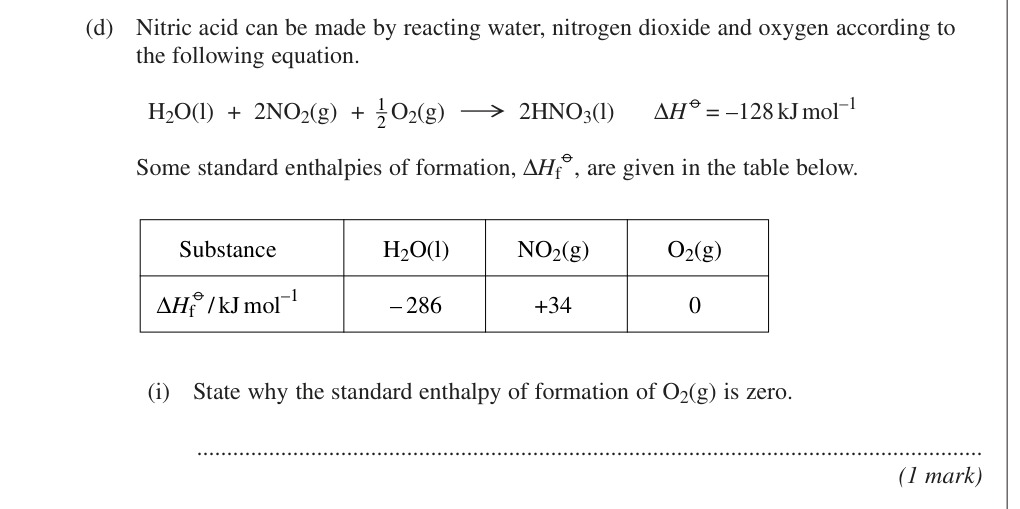 (d) Nitric acid can be made by reacting water, nitrogen dioxide and oxygen according to
the following equation.
H₂O(l) + 2NO₂(g) + ½O₂(g) ⟶ 2HNO₃(l) ΔH⦵ = –128 kJ mol⁻¹
Some standard enthalpies of formation, ΔHf⦵, are given in the table below.
Substance H₂O(l) NO₂(g) O₂(g)
ΔHf⦵ / kJ mol⁻¹ –286 +34 0
(i) State why the standard enthalpy of formation of O₂(g) is zero.
(1 mark)